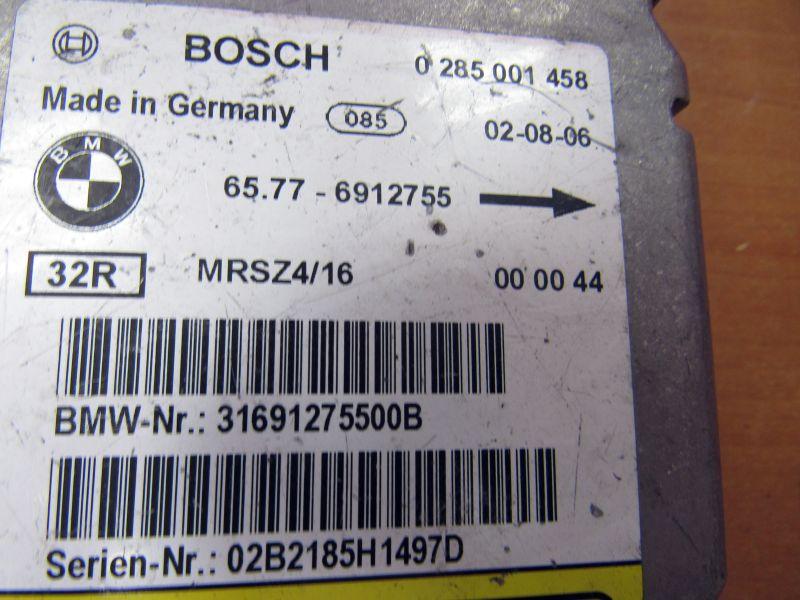 BOSCH 0 285 001 458
Made in Germany 085 02-08-06
BMW
65.77 - 6912755
32R MRSZ4/16 00 00 44
BMW-Nr.: 31691275500B
Serien-Nr.: 02B2185H1497D